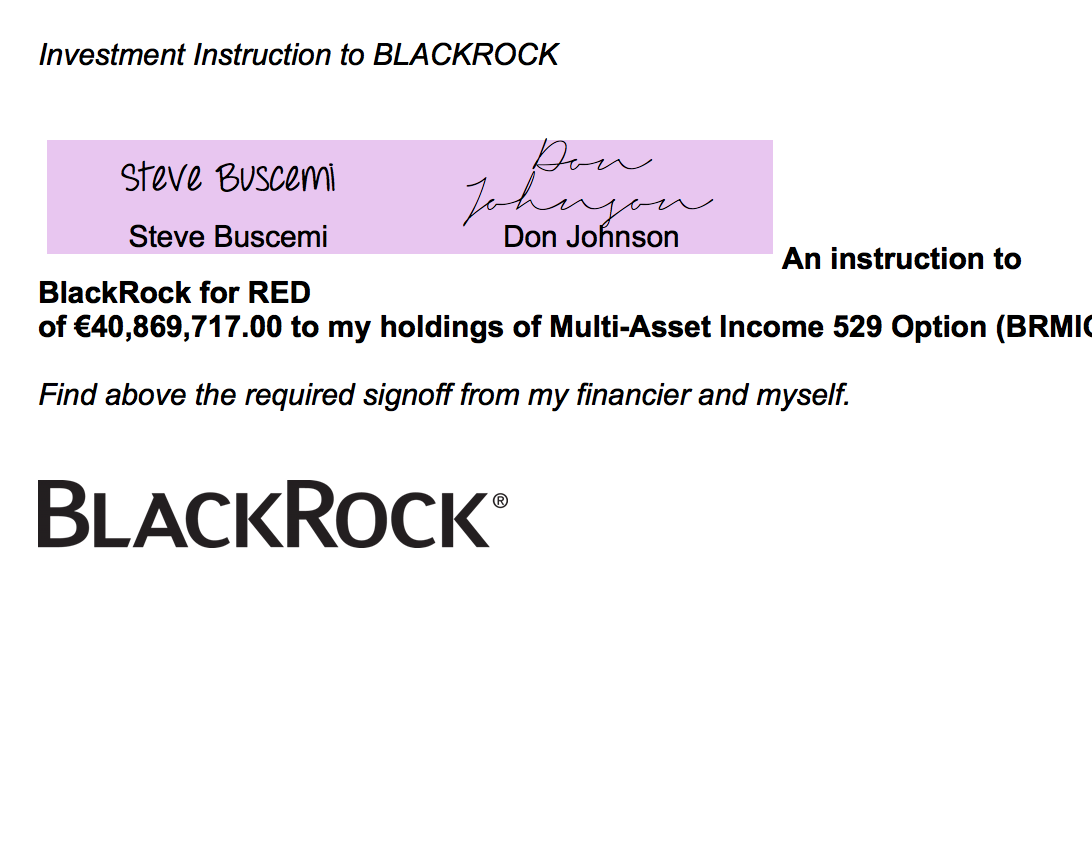 Investment Instruction to BLACKROCK
Steve Buscemi
Don
Johnson
Steve Buscemi Don Johnson
An instruction to
BlackRock for RED
of €40,869,717.00 to my holdings of Multi-Asset Income 529 Option
Find above the required signoff from my financier and myself.
BLACKROCK®